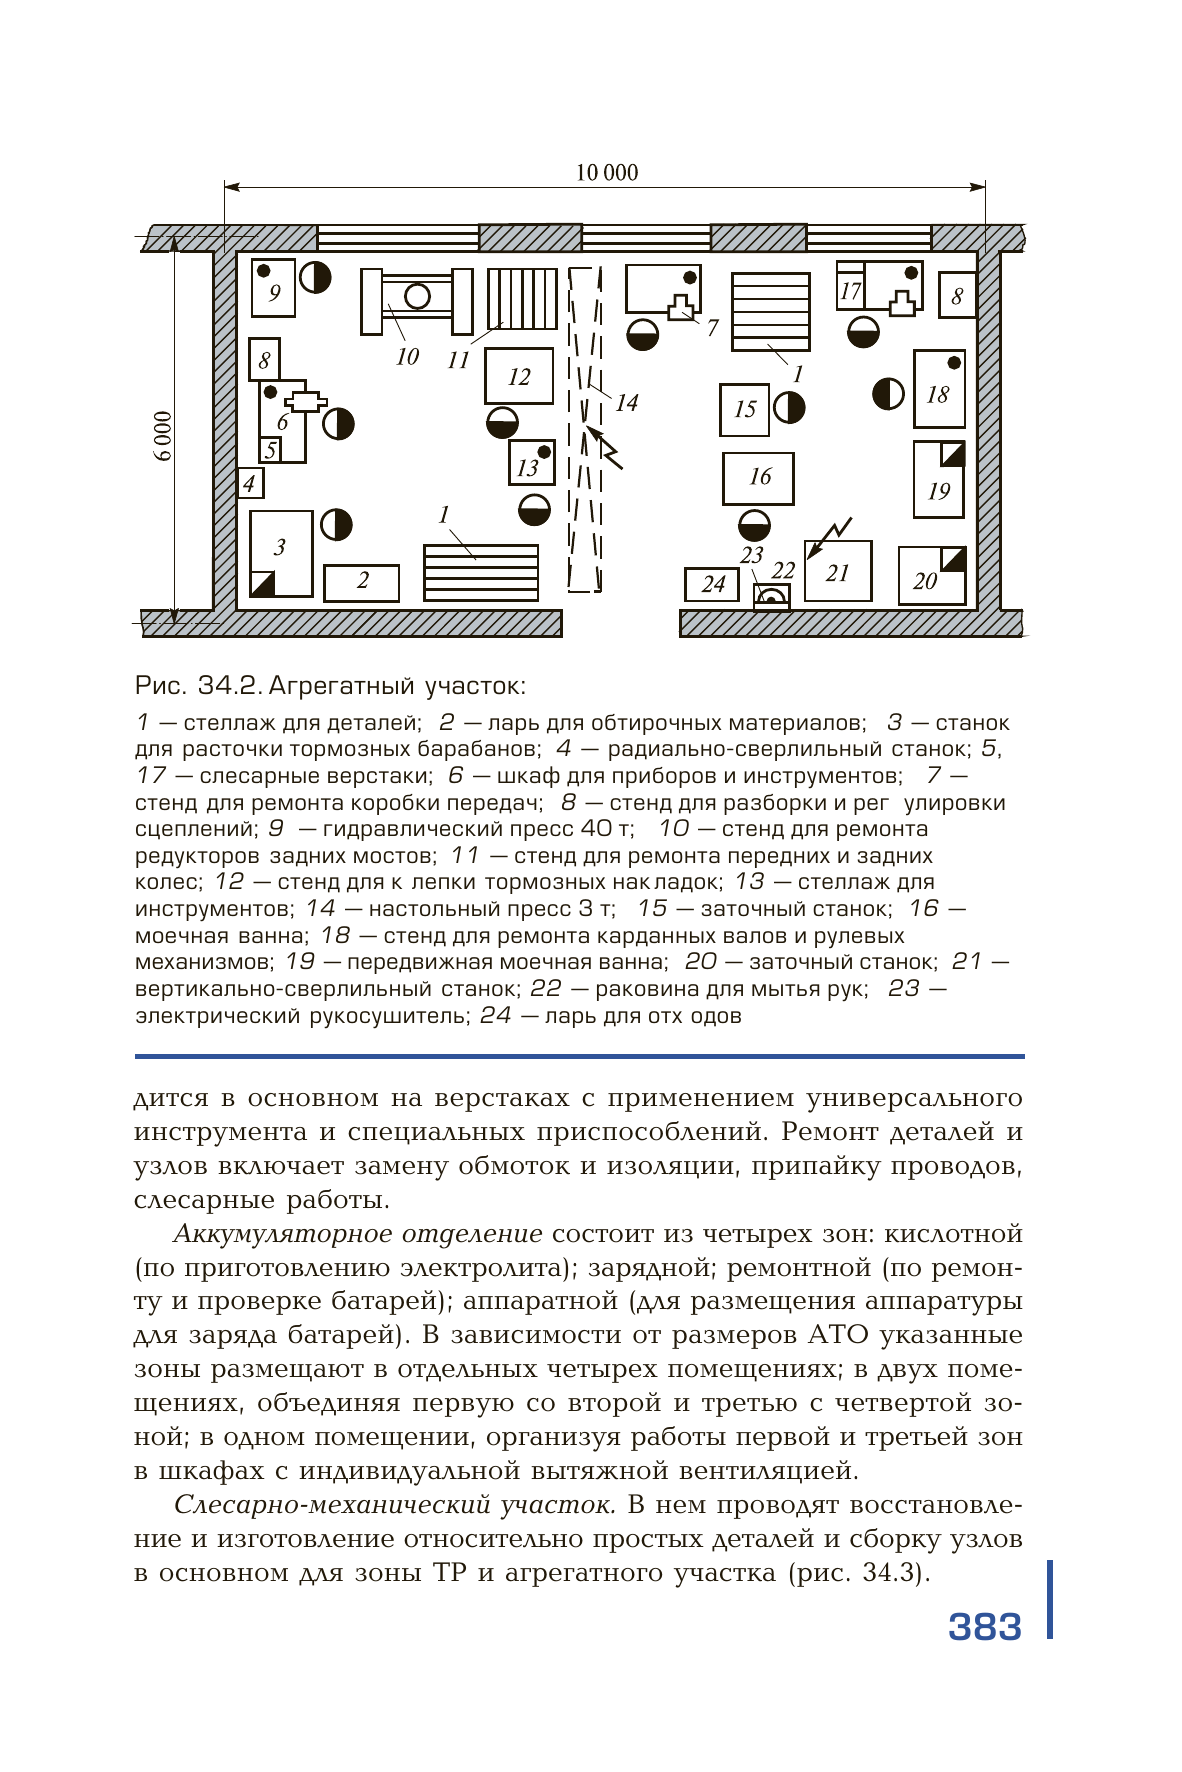 10 000
6 000
9
10
11
7
17
8
8
12
14
1
18
6
15
5
13
4
16
19
1
3
23
22
21
2
24
20
Рис. 34.2. Агрегатный участок:
1 — стеллаж для деталей; 2 — ларь для обтирочных материалов; 3 — станок
для расточки тормозных барабанов; 4 — радиально-сверлильный станок; 5,
17 — слесарные верстаки; 6 — шкаф для приборов и инструментов; 7 —
стенд для ремонта коробки передач; 8 — стенд для разборки и рег улировки
сцеплений; 9 — гидравлический пресс 40 т; 10 — стенд для ремонта
редукторов задних мостов; 11 — стенд для ремонта передних и задних
колес; 12 — стенд для к лепки тормозных нак ладок; 13 — стеллаж для
инструментов; 14 — настольный пресс 3 т; 15 — заточный станок; 16 —
моечная ванна; 18 — стенд для ремонта карданных валов и рулевых
механизмов; 19 — передвижная моечная ванна; 20 — заточный станок; 21 —
вертикально-сверлильный станок; 22 — раковина для мытья рук; 23 —
электрический рукосушитель; 24 — ларь для отх одов
дится в основном на верстаках с применением универсального
инструмента и специальных приспособлений. Ремонт деталей и
узлов включает замену обмоток и изоляции, припайку проводов,
слесарные работы.
Аккумуляторное отделение состоит из четырех зон: кислотной
(по приготовлению электролита); зарядной; ремонтной (по ремон-
ту и проверке батарей); аппаратной (для размещения аппаратуры
для заряда батарей). В зависимости от размеров АТО указанные
зоны размещают в отдельных четырех помещениях; в двух поме-
щениях, объединяя первую со второй и третью с четвертой зо-
ной; в одном помещении, организуя работы первой и третьей зон
в шкафах с индивидуальной вытяжной вентиляцией.
Слесарно-механический участок. В нем проводят восстановле-
ние и изготовление относительно простых деталей и сборку узлов
в основном для зоны ТР и агрегатного участка (рис. 34.3).
383